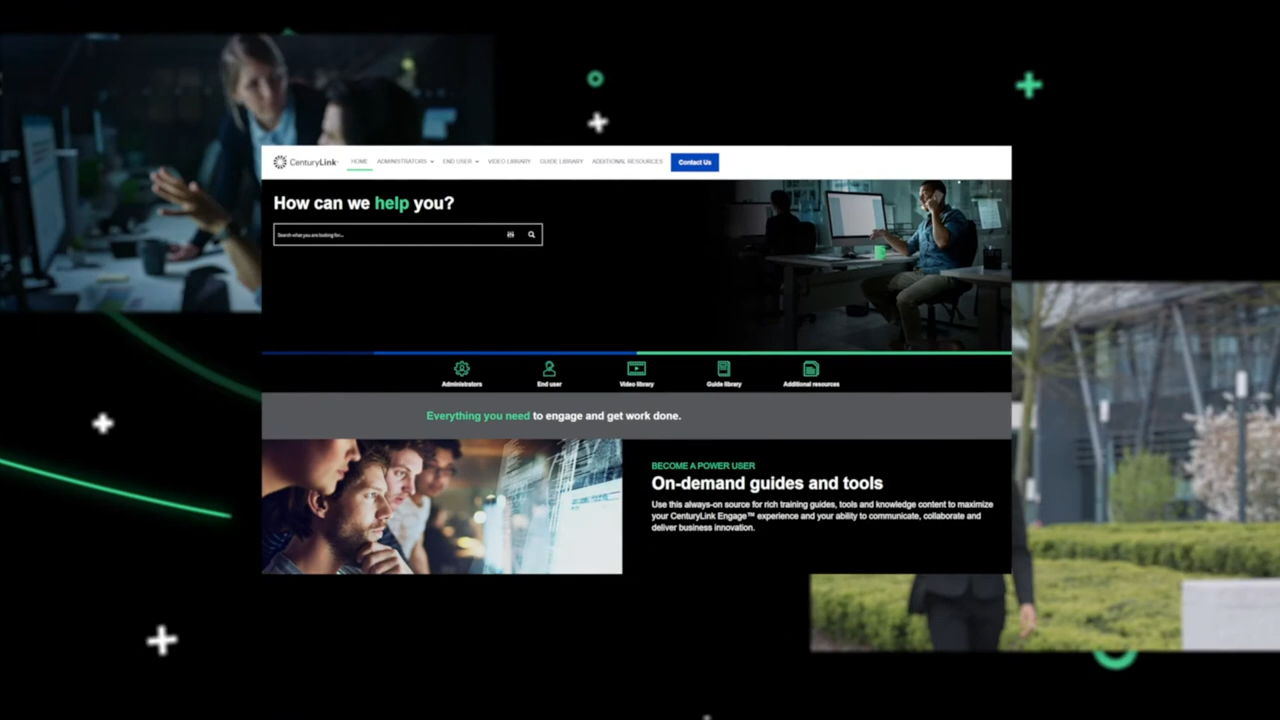 CenturyLink™ HOME ADMINISTRATORS END USER VIDEO LIBRARY GUIDE LIBRARY ADDITIONAL RESOURCES Contact Us
How can we help you?
Search what you are looking for...
Administrators End user Video library Guide library Additional resources
Everything you need to engage and get work done.
BECOME A POWER USER
On-demand guides and tools
Use this always-on source for rich training guides, tools and knowledge content to maximize
your CenturyLink Engage™ experience and your ability to communicate, collaborate and
deliver business innovation.